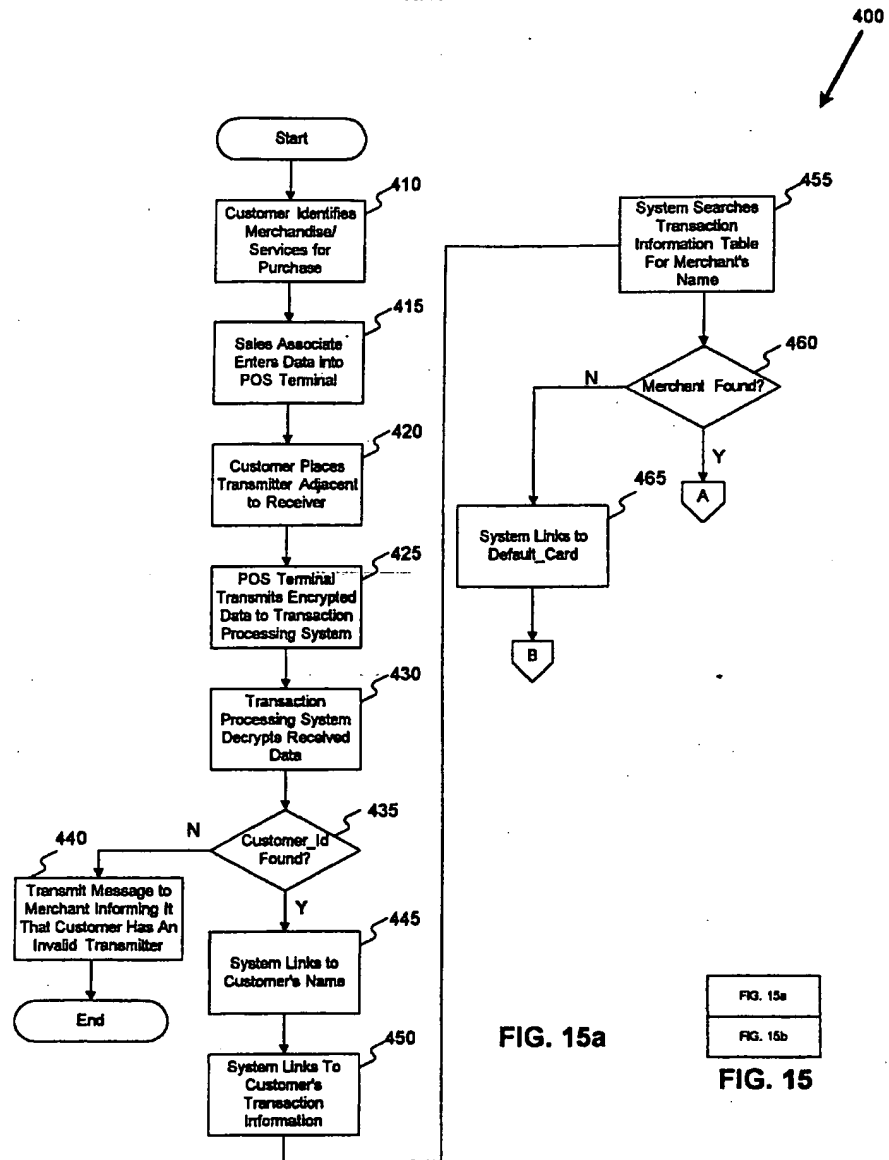 400
Start
410
Customer Identifies
Merchandise/
Services for
Purchase
415
Sales Associate
Enters Data into
POS Terminal
420
Customer Places
Transmitter Adjacent
to Receiver
425
POS Terminal
Transmits Encrypted
Data to Transaction
Processing System
430
Transaction
Processing System
Decrypts Received
Data
435
Customer_Id
Found?
N
440
Transmit Message to
Merchant Informing It
That Customer Has An
Invalid Transmitter
End
Y
445
System Links to
Customer's Name
450
System Links To
Customer's
Transaction
Information
455
System Searches
Transaction
Information Table
For Merchant's
Name
460
Merchant Found?
N
Y
A
465
System Links to
Default_Card
B
FIG. 15a
FIG. 15a
FIG. 15b
FIG. 15